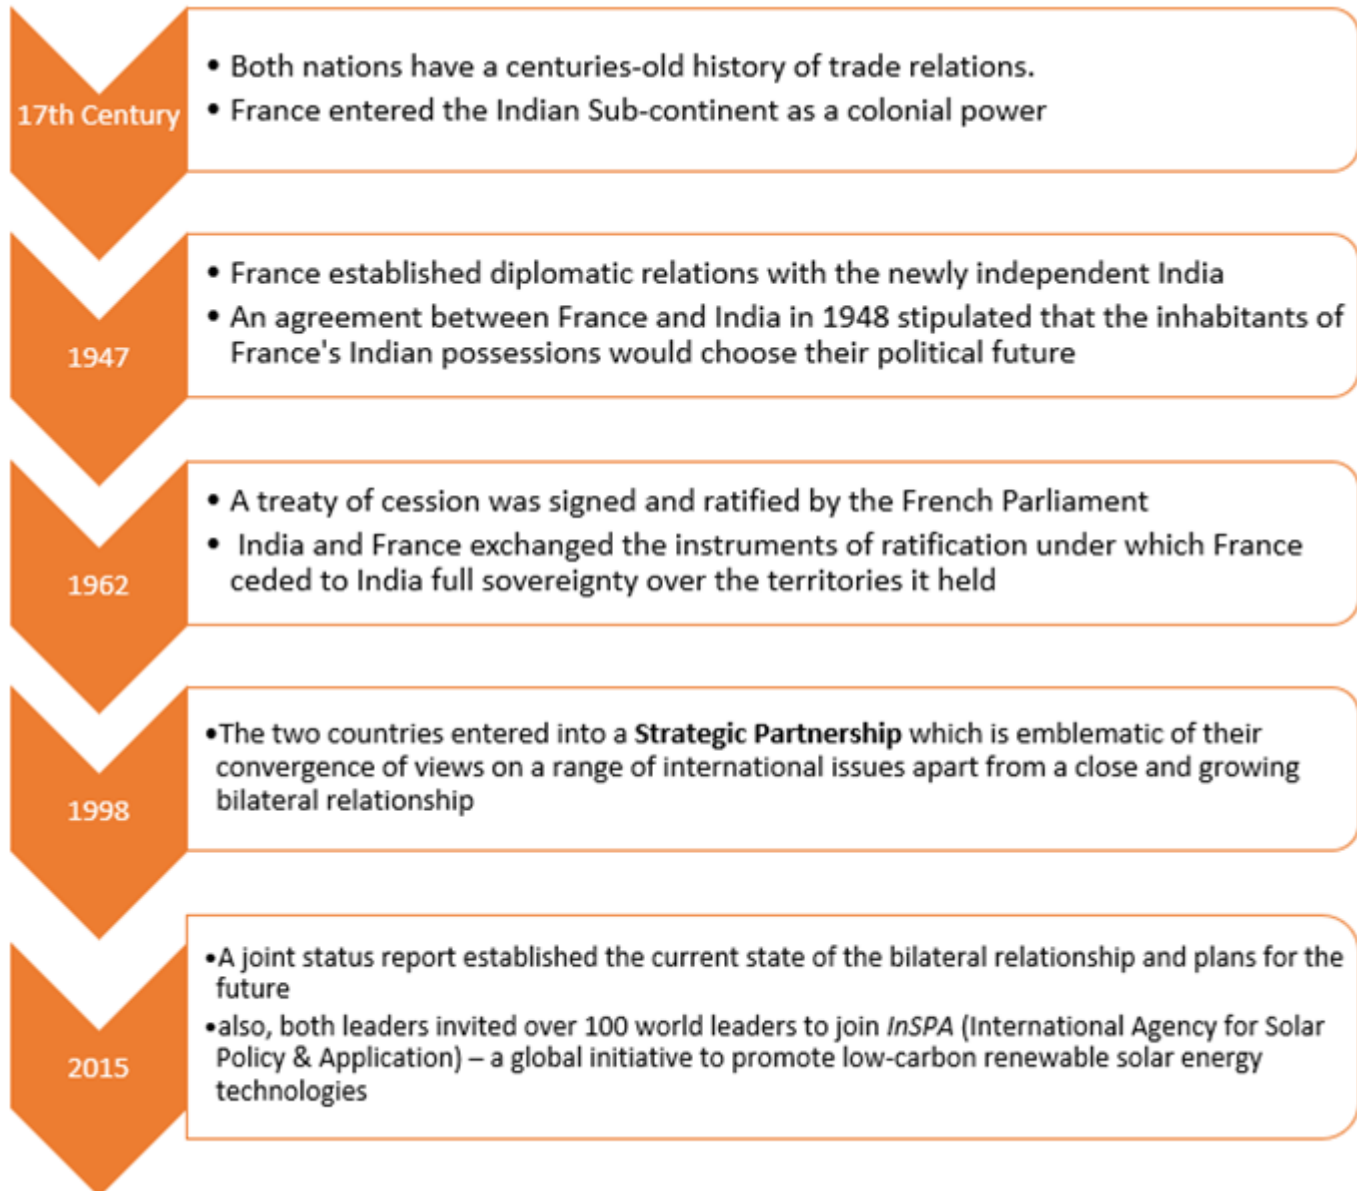 17th Century
• Both nations have a centuries-old history of trade relations.
• France entered the Indian Sub-continent as a colonial power
1947
• France established diplomatic relations with the newly independent India
• An agreement between France and India in 1948 stipulated that the inhabitants of
France's Indian possessions would choose their political future
1962
• A treaty of cession was signed and ratified by the French Parliament
• India and France exchanged the instruments of ratification under which France
ceded to India full sovereignty over the territories it held
1998
•The two countries entered into a Strategic Partnership which is emblematic of their
convergence of views on a range of international issues apart from a close and growing
bilateral relationship
2015
•A joint status report established the current state of the bilateral relationship and plans for the
future
•also, both leaders invited over 100 world leaders to join InSPA (International Agency for Solar
Policy & Application) – a global initiative to promote low-carbon renewable solar energy
technologies